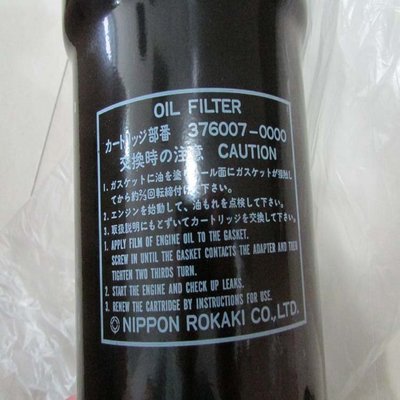 OIL FILTER
カートリッジ部番 376007-0000
交換時の注意 CAUTION
1. ガスケットに油を塗りシール面にガスケットが接触し
てから約⅔回転締付けて下さい。
2. エンジンを始動して、油もれを点検して下さい。
3. 取扱説明にもとずいてカートリッジを交換して下さい。
1. APPLY FILM OF ENGINE OIL TO THE GASKET.
SCREW IN UNTIL THE GASKET CONTACTS THE ADAPTER AND THEN
TIGHTEN TWO THIRDS TURN.
2. START THE ENGINE AND CHECK UP LEAKS.
3. RENEW THE CARTRIDGE BY INSTRUCTIONS FOR USE.
© NIPPON ROKAKI CO., LTD.